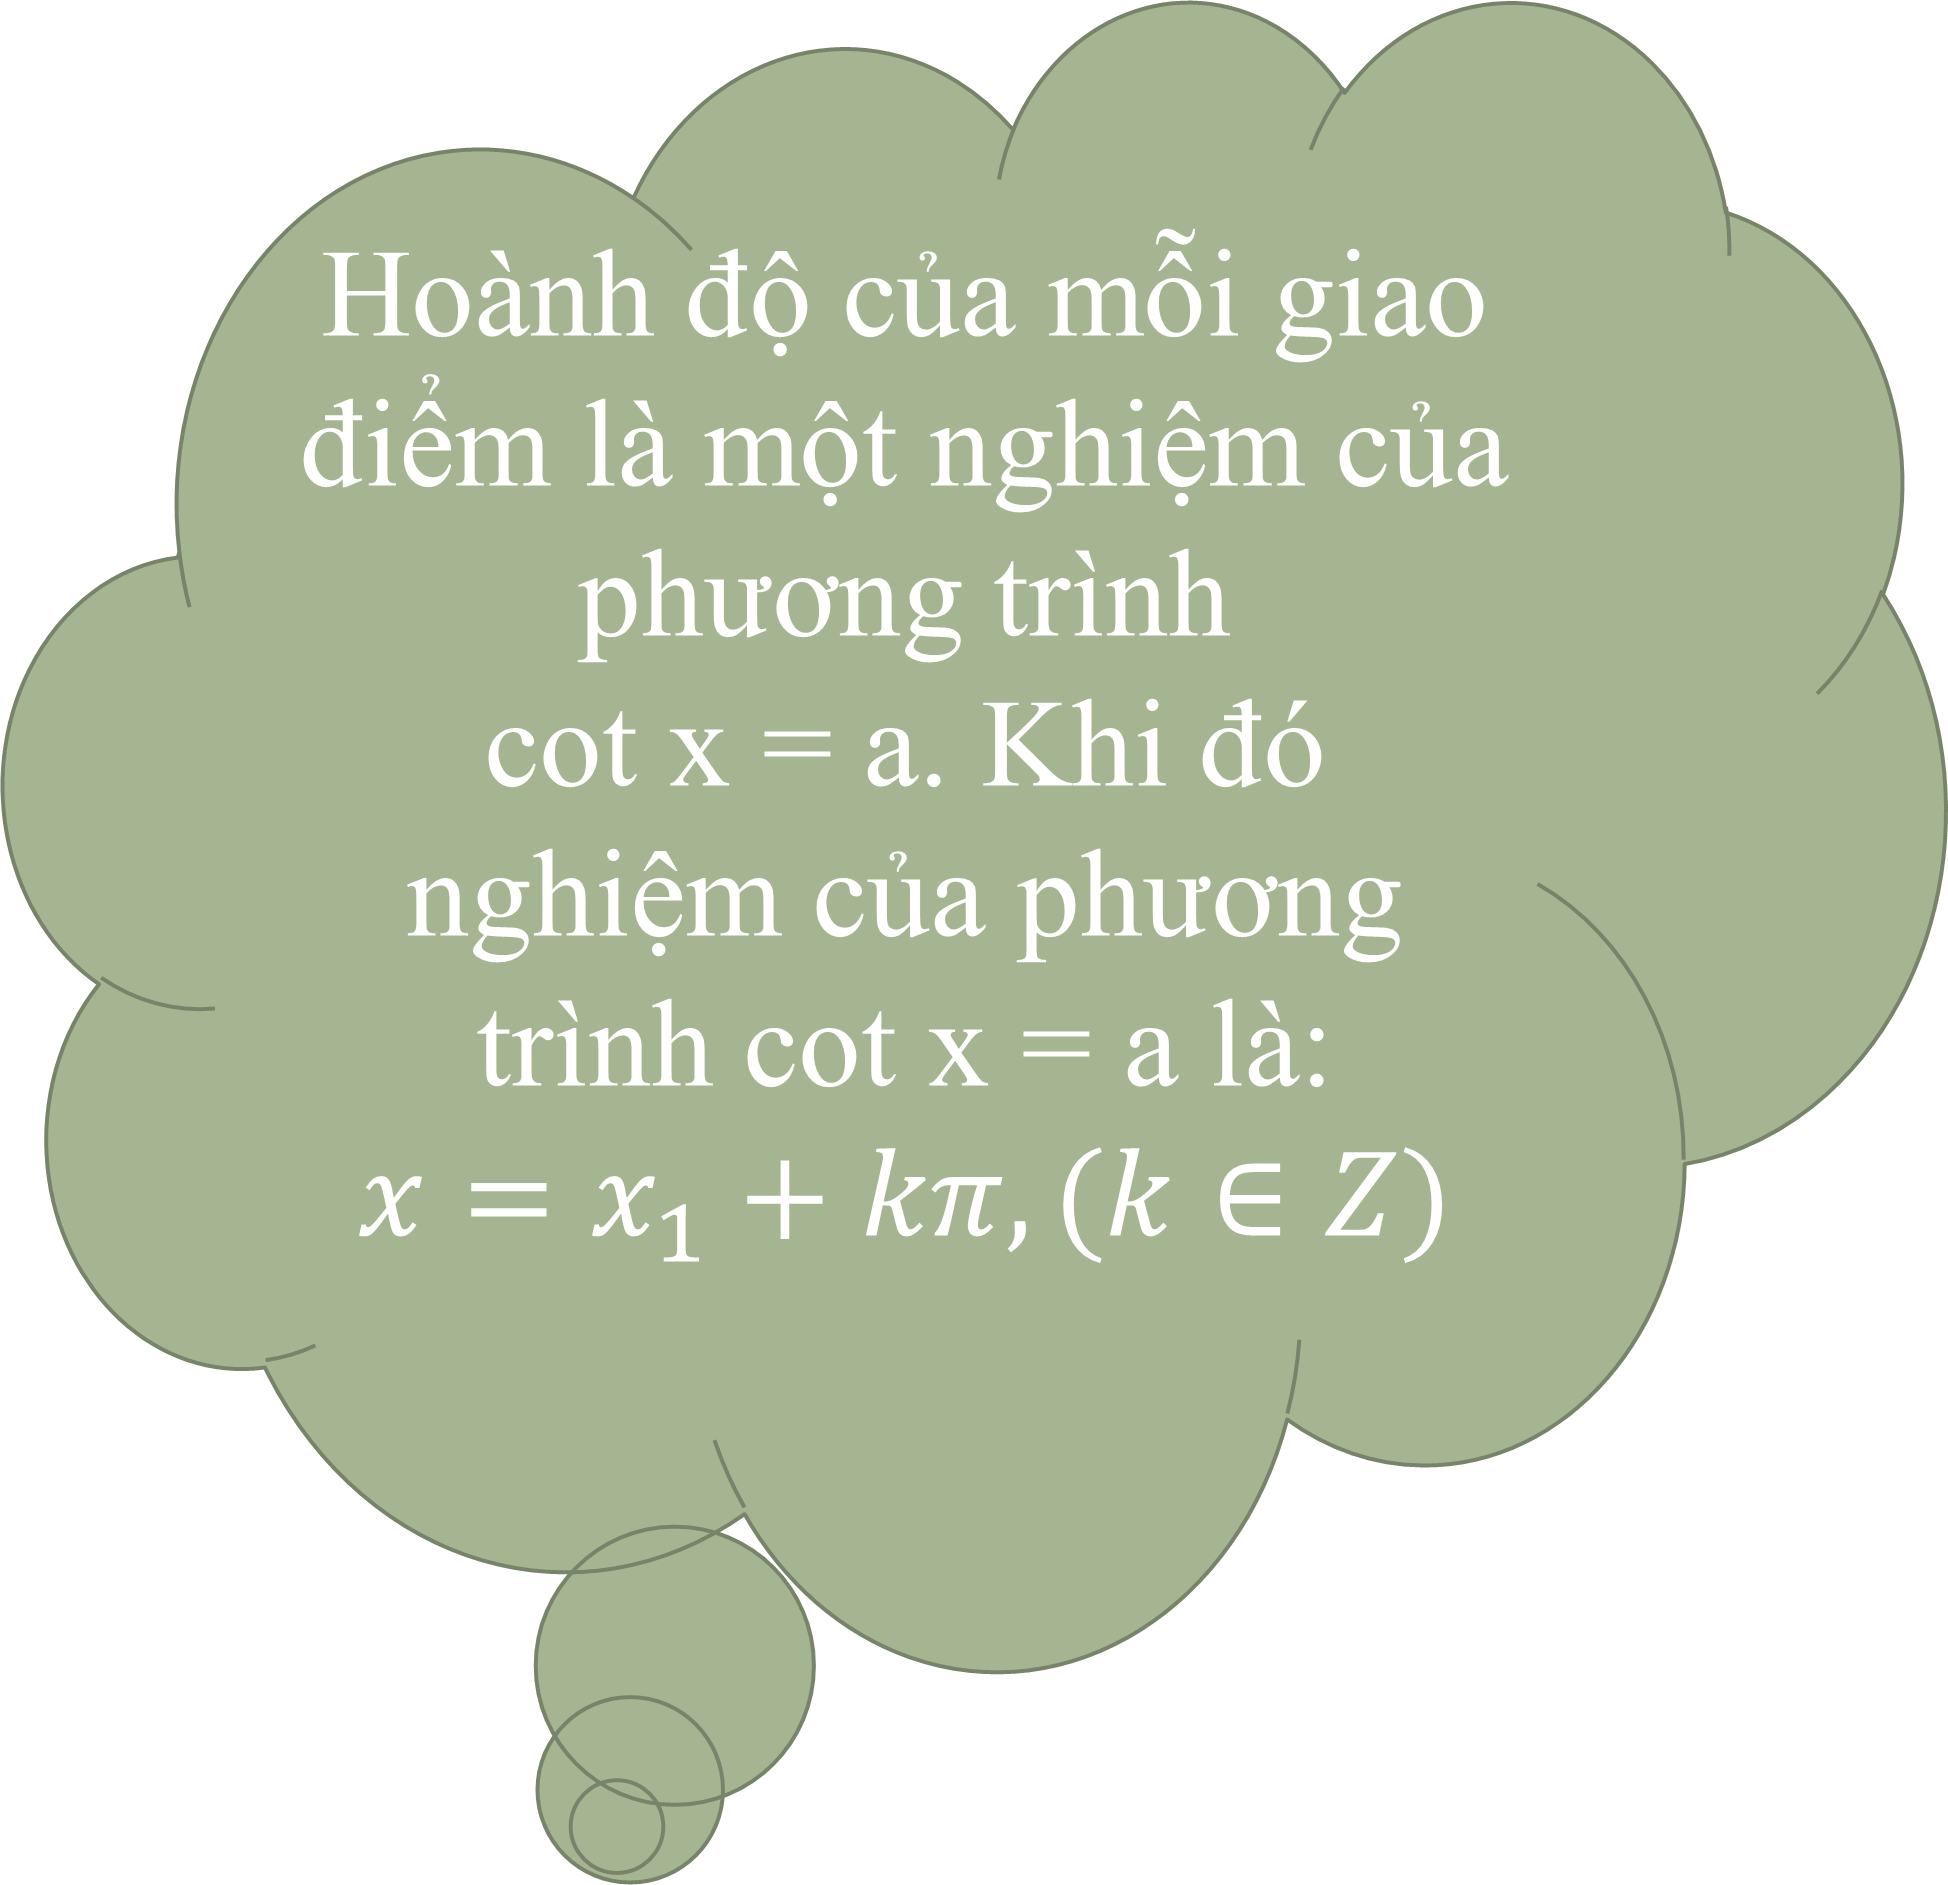 Hoành độ của mỗi giao
điểm là một nghiệm của
phương trình
cot x = a. Khi đó
nghiệm của phương
trình cot x = a là:
𝑥 = 𝑥₁ + 𝑘𝜋, (𝑘 ∈ 𝑍)